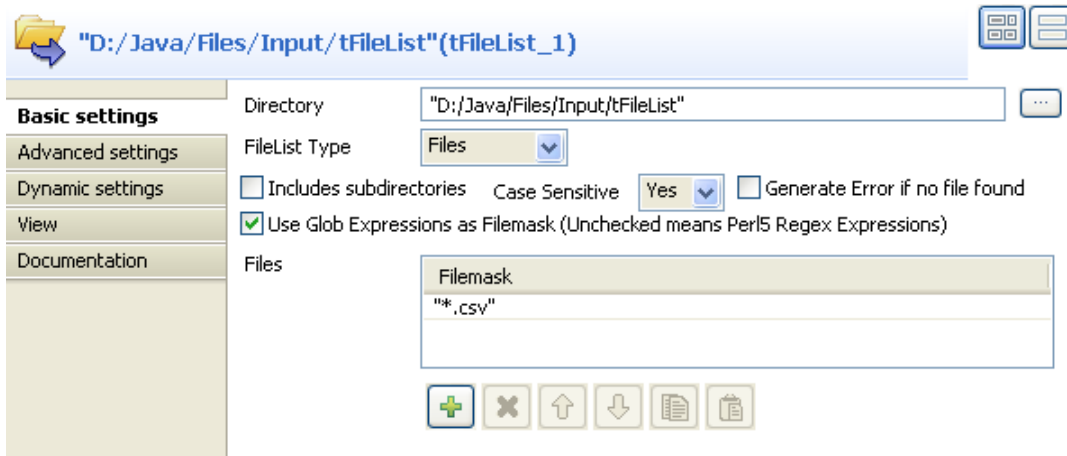 "D:/Java/Files/Input/tFileList"(tFileList_1)
Basic settings
Advanced settings
Dynamic settings
View
Documentation
Directory "D:/Java/Files/Input/tFileList" ...
FileList Type Files
Includes subdirectories Case Sensitive Yes Generate Error if no file found
Use Glob Expressions as Filemask (Unchecked means Perl5 Regex Expressions)
Files
Filemask
"*.csv"